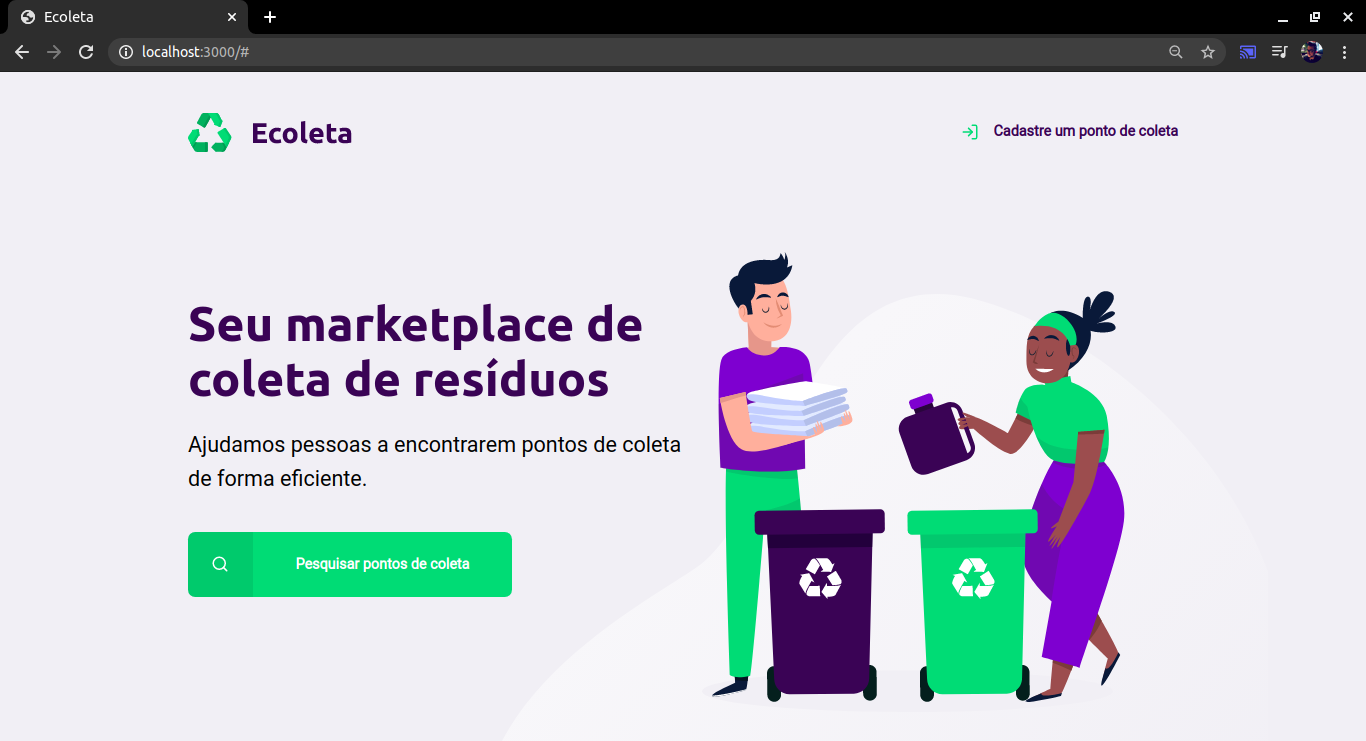 Ecoleta
localhost:3000/#
Ecoleta
Cadastre um ponto de coleta
Seu marketplace de
coleta de resíduos
Ajudamos pessoas a encontrarem pontos de coleta
de forma eficiente.
Pesquisar pontos de coleta